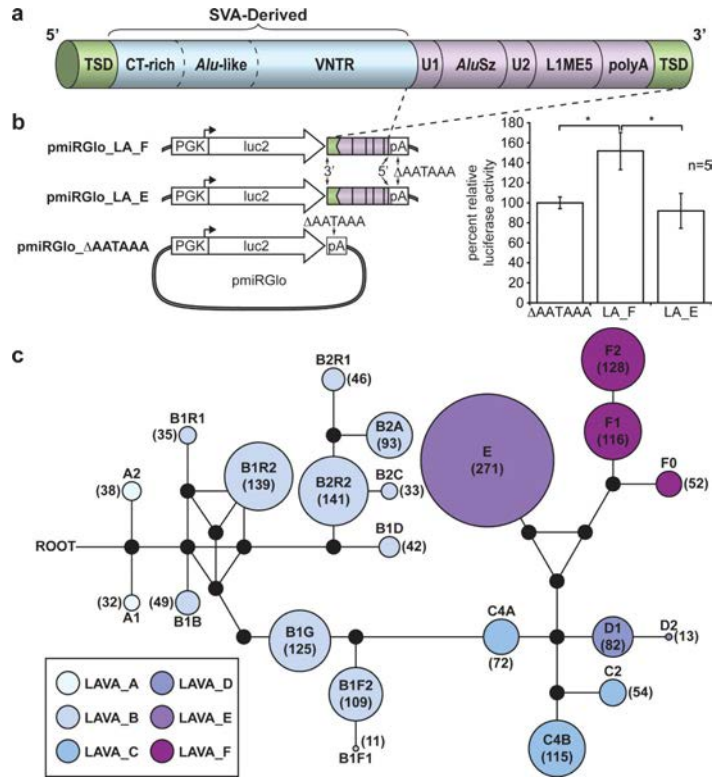 a
SVA-Derived
5' 3'
TSD CT-rich Alu-like VNTR U1 AluSz U2 L1ME5 polyA TSD
b
pmiRGlo_LA_F PGK luc2 pA
3' 5' ΔAATAAA
pmiRGlo_LA_E PGK luc2 pA
ΔAATAAA
pmiRGlo_ΔAATAAA PGK luc2 pA
pmiRGlo
percent relative
luciferase activity
180
160
140
120
100
80
60
40
20
0
* *
n=5
ΔAATAAA LA_F LA_E
c
ROOT
A2
(38)
(32)
A1
B1R1
(35)
B1R2
(139)
(49)
B1B
B2R1
(46)
B2A
(93)
B2R2
(141)
B2C
(33)
B1D
(42)
B1G
(125)
B1F2
(109)
(11)
B1F1
E
(271)
F2
(128)
F1
(116)
F0
(52)
C4A
(72)
D1
(82)
D2
(13)
C2
(54)
C4B
(115)
LAVA_A LAVA_D
LAVA_B LAVA_E
LAVA_C LAVA_F